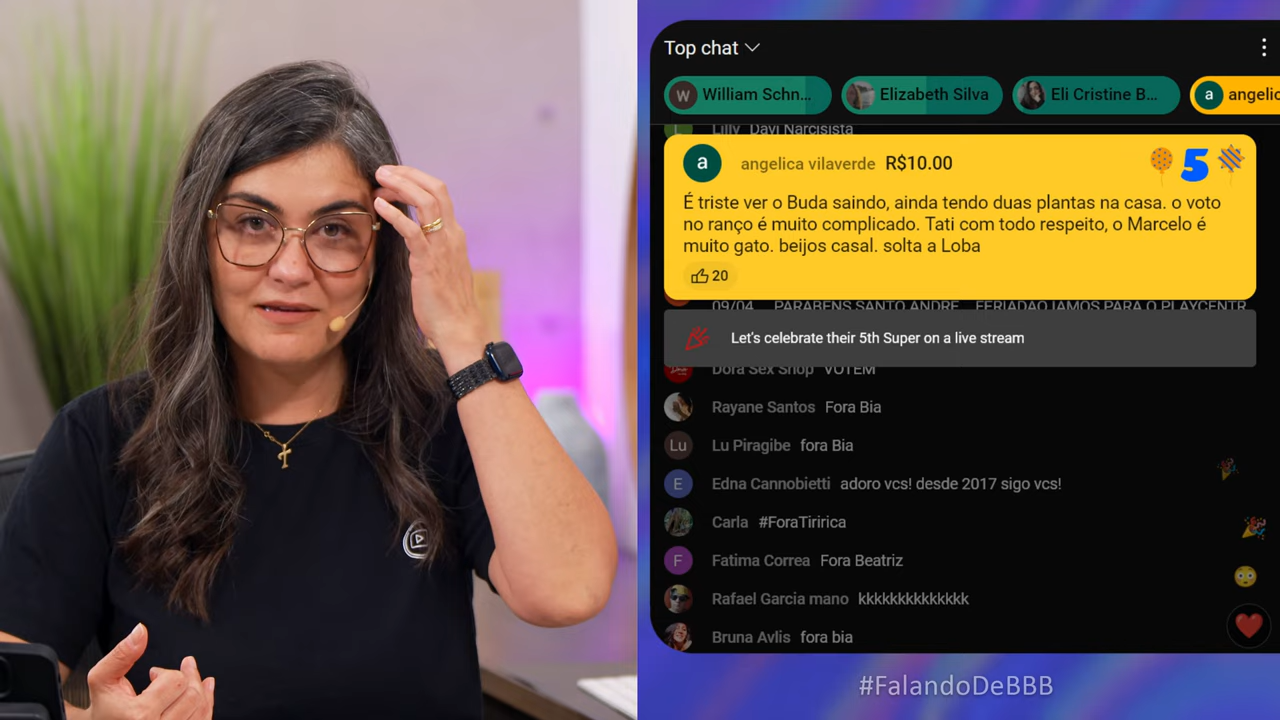 Top chat
W William Schn...
Elizabeth Silva
Eli Cristine B...
a angelic
Lilly Davi Narcisista
a angelica vilaverde R$10.00
5
É triste ver o Buda saindo, ainda tendo duas plantas na casa. o voto
no ranço é muito complicado. Tati com todo respeito, o Marcelo é
muito gato. beijos casal. solta a Loba
20
09/04 PARABENS SANTO ANDRE FERIADAO IAMOS PARA O PLAYCENTR
Let's celebrate their 5th Super on a live stream
Dora Sex Shop VOTEM
Rayane Santos Fora Bia
Lu Lu Piragibe fora Bia
E Edna Cannobietti adoro vcs! desde 2017 sigo vcs!
Carla #ForaTiririca
F Fatima Correa Fora Beatriz
Rafael Garcia mano kkkkkkkkkkkkkk
Bruna Avlis fora bia
#FalandoDeBBB